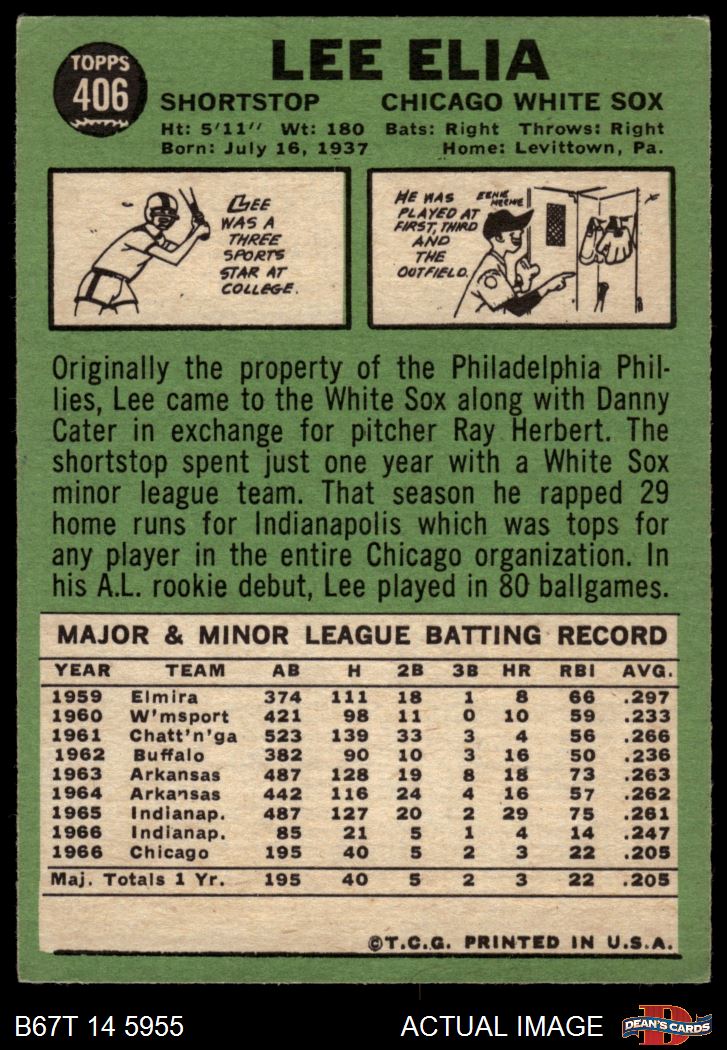 TOPPS
406
LEE ELIA
SHORTSTOP CHICAGO WHITE SOX
Ht: 5'11" Wt: 180 Bats: Right Throws: Right
Born: July 16, 1937 Home: Levittown, Pa.
LEE
WAS A
THREE
SPORTS
STAR AT
COLLEGE.
HE WAS
PLAYED AT
FIRST, THIRD
AND
THE
OUTFIELD.
EENIE
MEENIE
Originally the property of the Philadelphia Phil-
lies, Lee came to the White Sox along with Danny
Cater in exchange for pitcher Ray Herbert. The
shortstop spent just one year with a White Sox
minor league team. That season he rapped 29
home runs for Indianapolis which was tops for
any player in the entire Chicago organization. In
his A.L. rookie debut, Lee played in 80 ballgames.
MAJOR & MINOR LEAGUE BATTING RECORD
YEAR TEAM AB H 2B 3B HR RBI AVG.
1959 Elmira 374 111 18 1 8 66 .297
1960 W'msport 421 98 11 0 10 59 .233
1961 Chatt'n'ga 523 139 33 3 4 56 .266
1962 Buffalo 382 90 10 3 16 50 .236
1963 Arkansas 487 128 19 8 18 73 .263
1964 Arkansas 442 116 24 4 16 57 .262
1965 Indianap. 487 127 20 2 29 75 .261
1966 Indianap. 85 21 5 1 4 14 .247
1966 Chicago 195 40 5 2 3 22 .205
Maj. Totals 1 Yr. 195 40 5 2 3 22 .205
©T.C.G. PRINTED IN U.S.A.
B67T 14 5955 ACTUAL IMAGE
D
DEAN'S CARDS